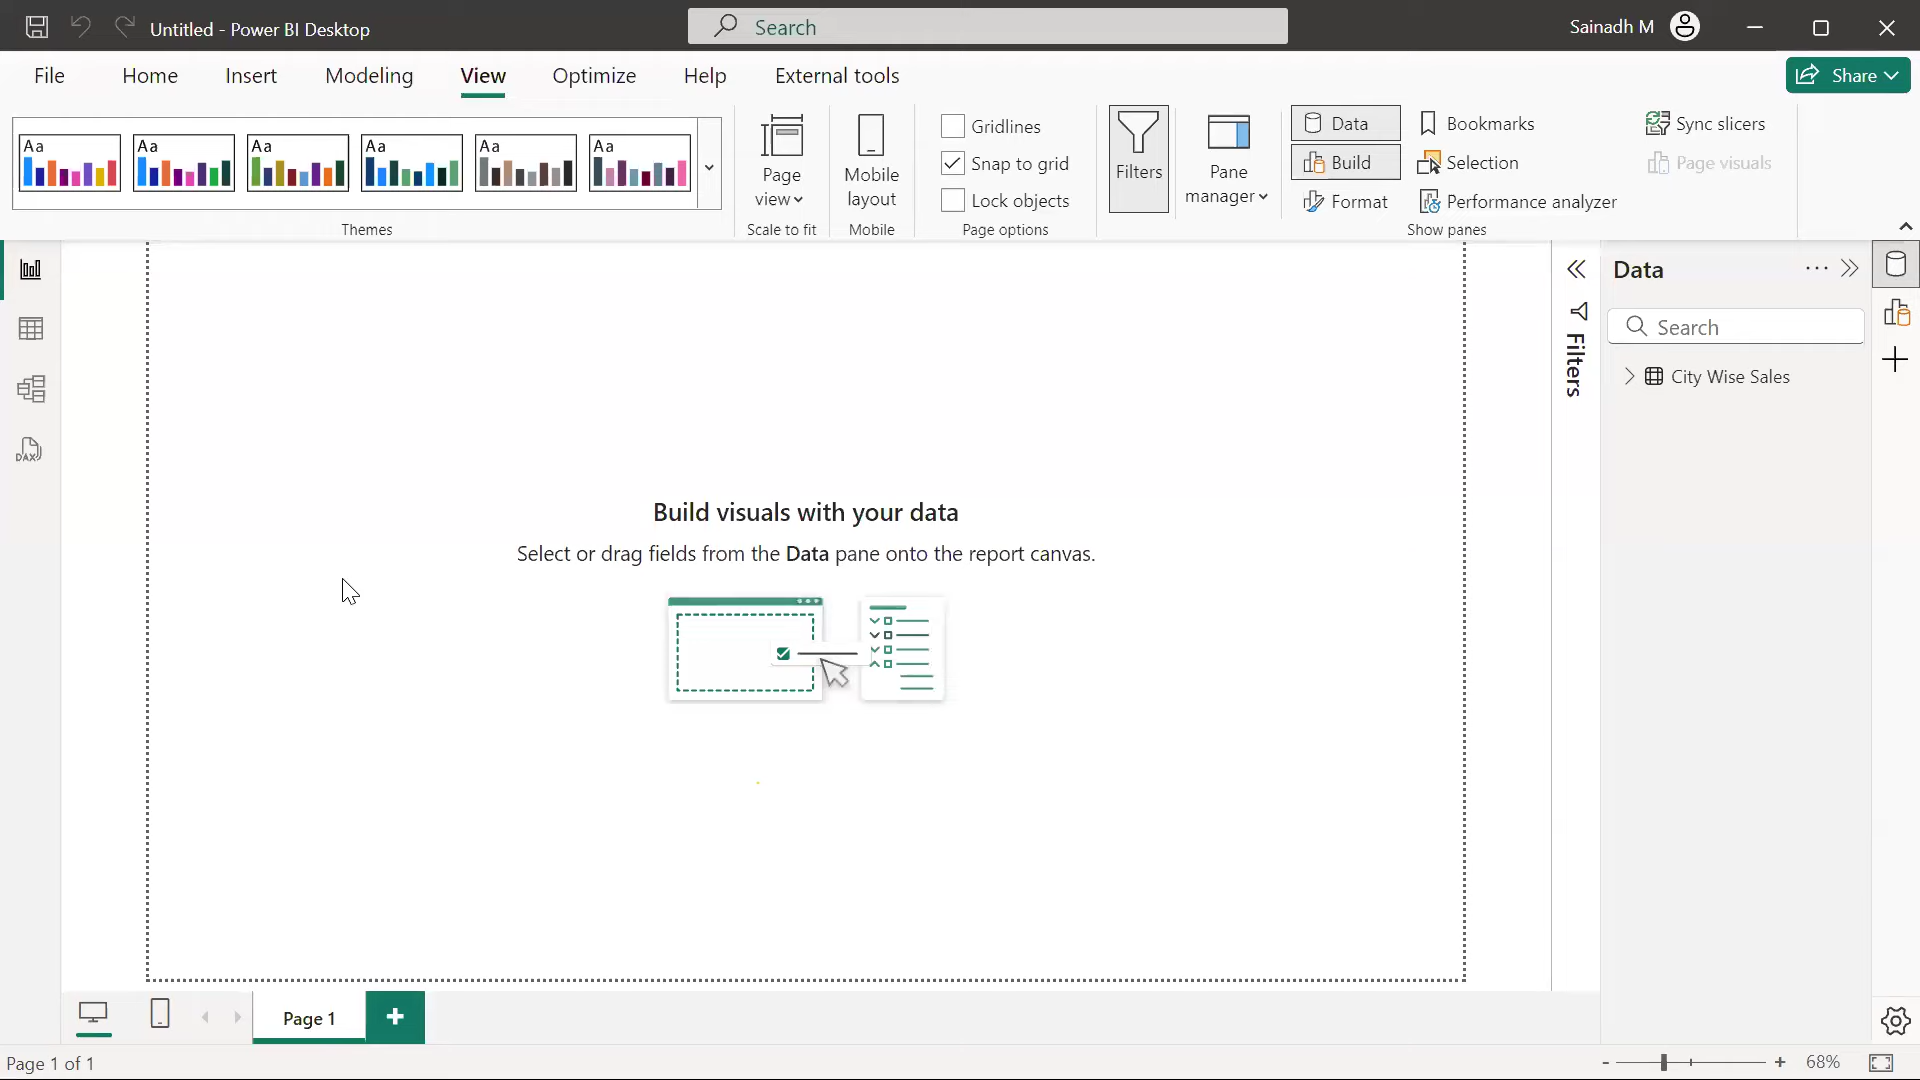 Untitled - Power BI Desktop
Search
Sainadh M
File
Home
Insert
Modeling
View
Optimize
Help
External tools
Share
Aa
Aa
Aa
Aa
Aa
Aa
Themes
Page
view
Scale to fit
Mobile
layout
Mobile
Gridlines
Snap to grid
Lock objects
Page options
Filters
Pane
manager
Data
Build
Format
Bookmarks
Selection
Performance analyzer
Sync slicers
Page visuals
Show panes
DAX
Build visuals with your data
Select or drag fields from the Data pane onto the report canvas.
Filters
Data
Search
City Wise Sales
Page 1
Page 1 of 1
68%